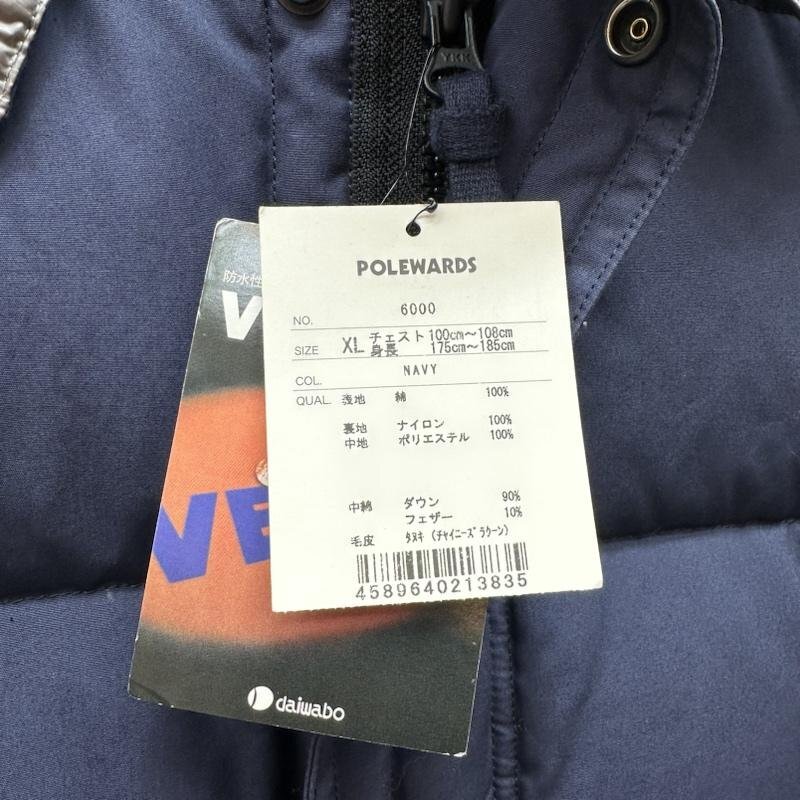 YKK
POLEWARDS
NO. 6000
SIZE XL チェスト 100cm〜108cm
身長 175cm〜185cm
COL. NAVY
QUAL. 表地 綿 100%
裏地 ナイロン 100%
中地 ポリエステル 100%
中綿 ダウン 90%
フェザー 10%
毛皮 タヌキ (チャイニーズラクーン)
4589640213835
防水性
daiwabo